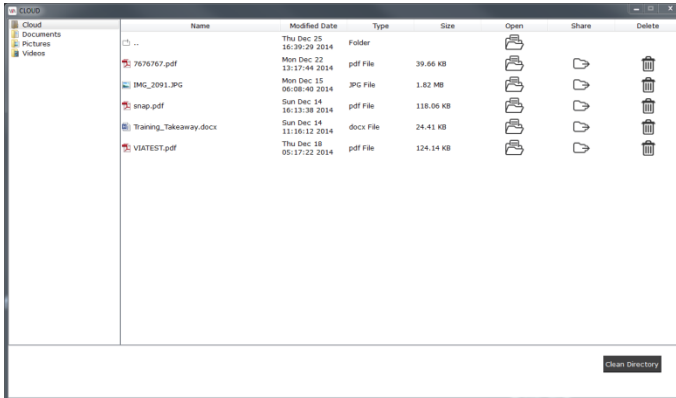 VIA CLOUD
Cloud
Documents
Pictures
Videos
Name Modified Date Type Size Open Share Delete
.. Thu Dec 25 16:39:29 2014 Folder
7676767.pdf Mon Dec 22 13:17:44 2014 pdf File 39.66 KB
IMG_2091.JPG Mon Dec 15 06:08:40 2014 JPG File 1.82 MB
snap.pdf Sun Dec 14 16:13:38 2014 pdf File 118.06 KB
Training_Takeaway.docx Sun Dec 14 11:16:12 2014 docx File 24.41 KB
VIATEST.pdf Thu Dec 18 05:17:22 2014 pdf File 124.14 KB
Clean Directory